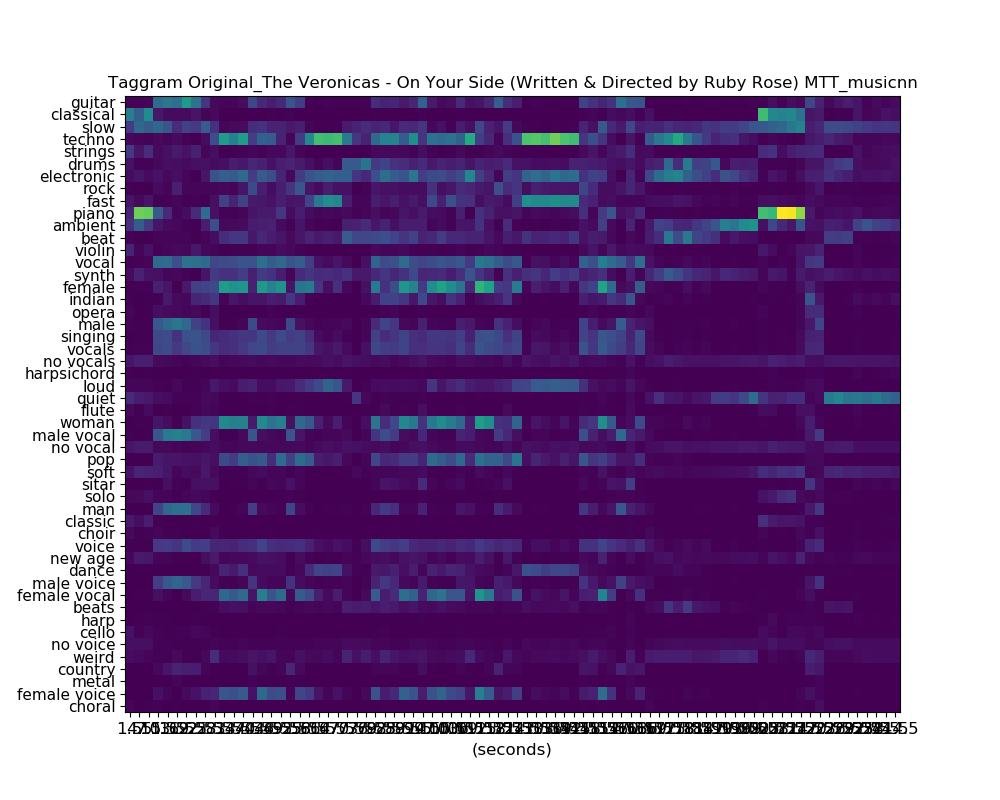 Taggram Original_The Veronicas - On Your Side (Written & Directed by Ruby Rose) MTT_musicnn
guitar
classical
slow
techno
strings
drums
electronic
rock
fast
piano
ambient
beat
violin
vocal
synth
female
indian
opera
male
singing
vocals
no vocals
harpsichord
loud
quiet
flute
woman
male vocal
no vocal
pop
soft
sitar
solo
man
classic
choir
voice
new age
dance
male voice
female vocal
beats
harp
cello
no voice
weird
country
metal
female voice
choral
(seconds)